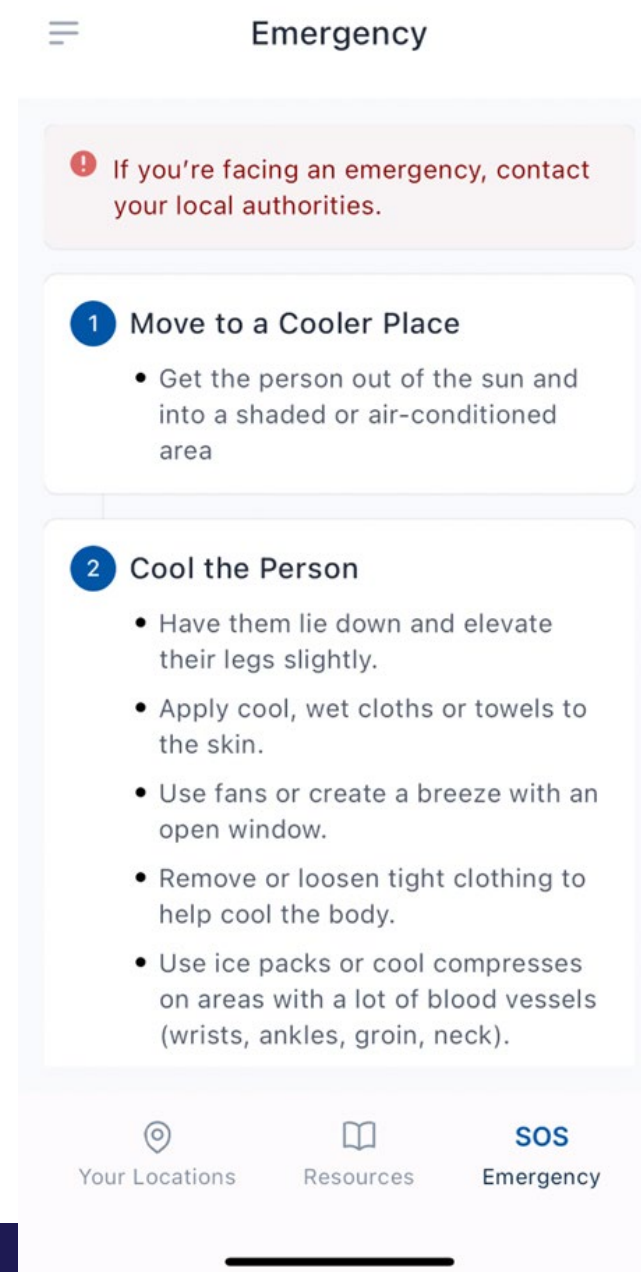 Emergency
If you’re facing an emergency, contact
your local authorities.
1 Move to a Cooler Place
• Get the person out of the sun and
into a shaded or air-conditioned
area
2 Cool the Person
• Have them lie down and elevate
their legs slightly.
• Apply cool, wet cloths or towels to
the skin.
• Use fans or create a breeze with an
open window.
• Remove or loosen tight clothing to
help cool the body.
• Use ice packs or cool compresses
on areas with a lot of blood vessels
(wrists, ankles, groin, neck).
SOS
Your Locations Resources Emergency